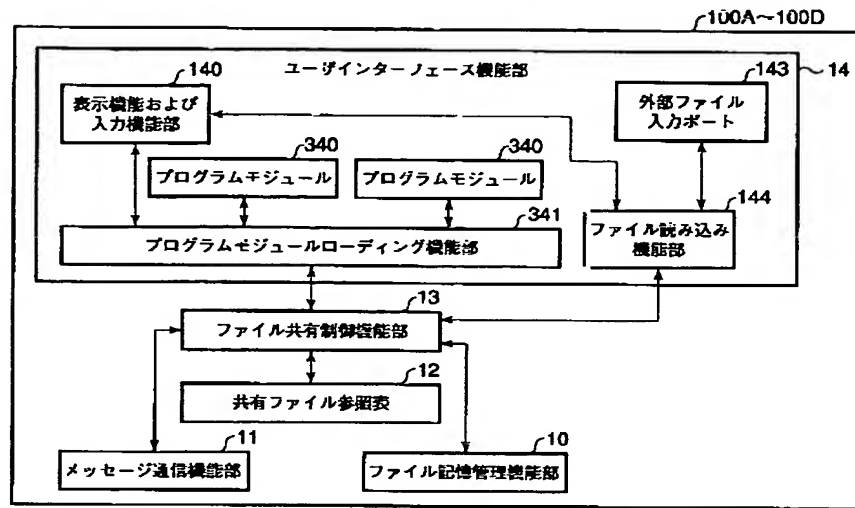 100A～100D
ユーザインターフェース機能部
14
140
表示機能および
入力機能部
143
外部ファイル
入力ポート
340
プログラムモジュール
340
プログラムモジュール
144
ファイル読み込み
機能部
341
プログラムモジュールローディング機能部
13
ファイル共有制御機能部
12
共有ファイル参照表
11
メッセージ通信機能部
10
ファイル記憶管理機能部